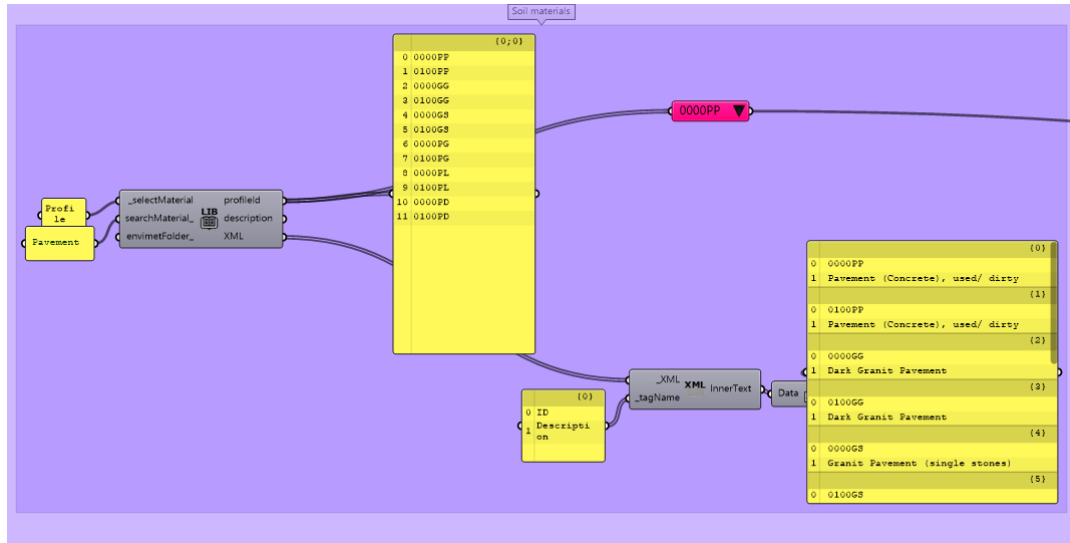 Soil materials
{0;0}
0 0000PP
1 0100PP
2 0000GG
3 0100GG
4 0000GS
5 0100GS
6 0000PG
7 0100PG
8 0000PL
9 0100PL
10 0000PD
11 0100PD
0000PP
Profi
le
Pavement
_selectMaterial
searchMaterial_
envimetFolder_
LIB
profileId
description
XML
{0}
0 ID
1 Descripti
on
_XML
_tagName
XML
InnerText
Data
{0}
0 0000PP
1 Pavement (Concrete), used/ dirty
{1}
0 0100PP
1 Pavement (Concrete), used/ dirty
{2}
0 0000GG
1 Dark Granit Pavement
{3}
0 0100GG
1 Dark Granit Pavement
{4}
0 0000GS
1 Granit Pavement (single stones)
{5}
0 0100GS